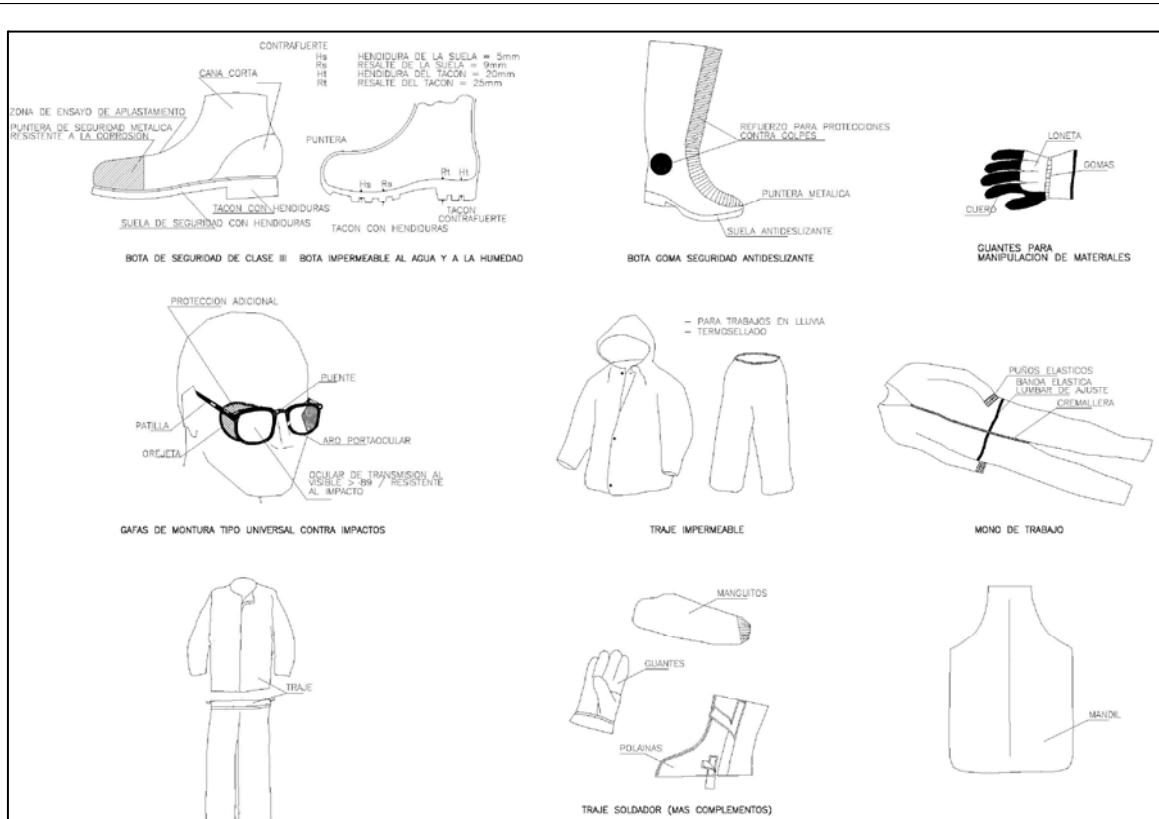 CONTRAFUERTE
Hs HENDIDURA DE LA SUELA = 5mm
Rs RESALTE DE LA SUELA = 9mm
Ht HENDIDURA DEL TACON = 20mm
Rt RESALTE DEL TACON = 25mm
CANA CORTA
ZONA DE ENSAYO DE APLASTAMIENTO
PUNTERA DE SEGURIDAD METALICA
RESISTENTE A LA CORROSION
PUNTERA
Hs Rs Rt Ht
TACON CON HENDIDURAS
SUELA DE SEGURIDAD CON HENDIDURAS
TACON
CONTRAFUERTE
TACON CON HENDIDURAS
BOTA DE SEGURIDAD DE CLASE III
BOTA IMPERMEABLE AL AGUA Y A LA HUMEDAD
REFUERZO PARA PROTECCIONES
CONTRA GOLPES
PUNTERA METALICA
SUELA ANTIDESLIZANTE
BOTA GOMA SEGURIDAD ANTIDESLIZANTE
LONETA
GOMAS
CUERO
GUANTES PARA
MANIPULACION DE MATERIALES
PROTECCION ADICIONAL
PUENTE
PATILLA
OREJETA
ARO PORTAOCULAR
OCULAR DE TRANSMISION AL
VISIBLE > -89 / RESISTENTE
AL IMPACTO
GAFAS DE MONTURA TIPO UNIVERSAL CONTRA IMPACTOS
- PARA TRABAJOS EN LLUVIA
- TERMOSELLADO
TRAJE IMPERMEABLE
PUÑOS ELASTICOS
BANDA ELASTICA
LUMBAR DE AJUSTE
CREMALLERA
MONO DE TRABAJO
TRAJE
MANGUITOS
GUANTES
POLAINAS
TRAJE SOLDADOR (MAS COMPLEMENTOS)
MANDIL